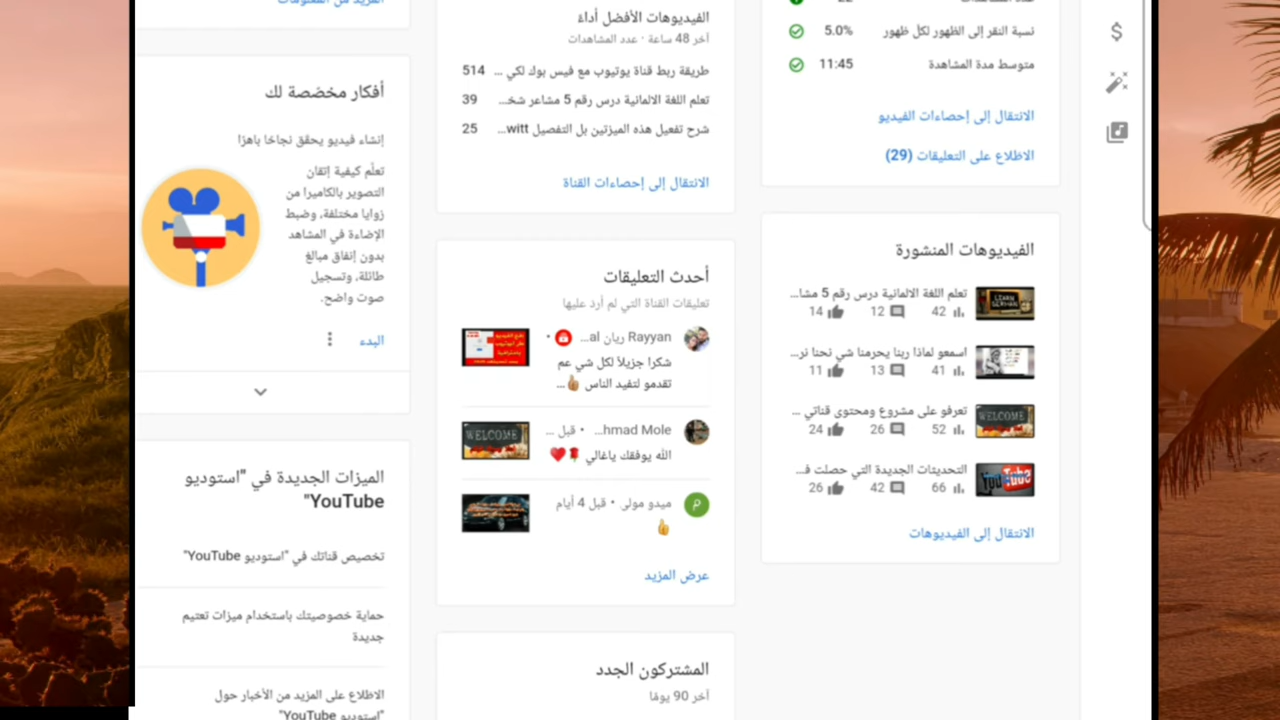 نسبة النقر إلى الظهور لكل ظهور 5.0%
متوسط مدة المشاهدة 11:45
الانتقال إلى إحصاءات الفيديو
الاطلاع على التعليقات (29)
الفيديوهات المنشورة
تعلم اللغة الالمانية درس رقم 5 مشا...
42 12 14
اسمعو لماذا ربنا يحرمنا شي نحنا نر...
41 13 11
تعرفو على مشروع ومحتوى قناتي ...
52 26 24
التحديثات الجديدة التي حصلت فـ...
66 42 26
الانتقال إلى الفيديوهات
الفيديوهات الأفضل أداءً
آخر 48 ساعة · عدد المشاهدات
طريقة ربط قناة يوتيوب مع فيس بوك لكي ... 514
تعلم اللغة الالمانية درس رقم 5 مشاعر شخـ... 39
شرح تفعيل هذه الميزتين بل التفصيل witt... 25
الانتقال إلى إحصاءات القناة
أحدث التعليقات
تعليقات القناة التي لم أرد عليها
Rayyan ريان al... •
شكرا جزيلاً لكل شي عم
تقدمو لتفيد الناس 👍🏽...
hmad Mole... • قبل ...
WELCOME
الله يوفقك ياغالي 🌹❤️
ميدو مولى • قبل 4 أيام
👍
عرض المزيد
المشتركون الجدد
آخر 90 يومًا
المزيد من المعلومات
أفكار مخصصة لك
إنشاء فيديو يحقق نجاحًا باهرًا
تعلّم كيفية إتقان
التصوير بالكاميرا من
زوايا مختلفة، وضبط
الإضاءة في المشاهد
بدون إنفاق مبالغ
طائلة، وتسجيل
صوت واضح.
البدء
الميزات الجديدة في "استوديو
YouTube"
تخصيص قناتك في "استوديو YouTube"
حماية خصوصيتك باستخدام ميزات تعتيم
جديدة
الاطلاع على المزيد من الأخبار حول
"استوديو YouTube"